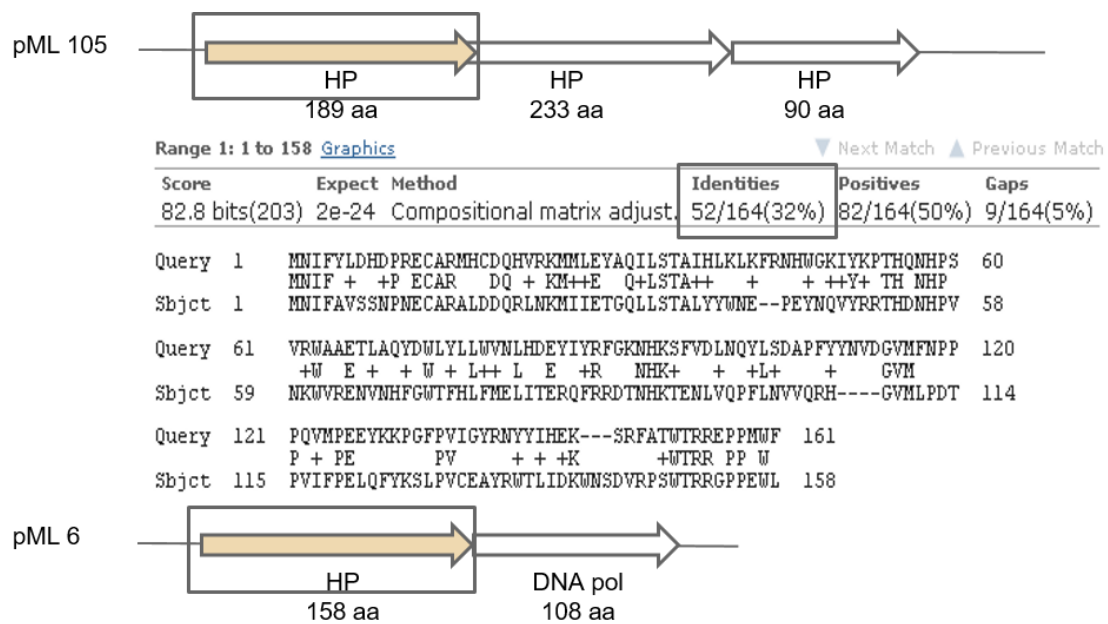 pML 105
HP HP HP
189 aa 233 aa 90 aa
Range 1: 1 to 158 Graphics ▼ Next Match ▲ Previous Match
Score Expect Method Identities Positives Gaps
82.8 bits(203) 2e-24 Compositional matrix adjust. 52/164(32%) 82/164(50%) 9/164(5%)
Query 1 MNIFYLDHDPRECARMHCDQHVRKMMLEYAQILSTAIHLKLKFRNHWGKIYKPTHQNHPS 60
MNIF + +P ECAR DQ + KM++E Q+LSTA++ + + ++Y+ TH NHP
Sbjct 1 MNIFAVSSNPNECARALDDQRLNKMIIETGQLLSTALYYWNE--PEYNQVYRRTHDNHPV 58
Query 61 VRWAAETLAQYDWLYLLWVNLHDEYIYRFGKNHKSFVDLNQYLSDAPFYYNVDGVMFNPP 120
+W E + + W + L++ L E +R NHK+ + +L+ + GVM
Sbjct 59 NKWVRENVNHFGWTFHLFMELITERQFRRDTNHKTENLVQPFLNVVQRH----GVMLPDT 114
Query 121 PQVMPEEYKKPGFPVIGYRNYYIHEK---SRFATWTRREPPMWF 161
P + PE PV + + +K +WTRR PP W
Sbjct 115 PVIFPELQFYKSLPVCEAYRWTLIDKWNSDVRPSWTRRGPPEWL 158
pML 6
HP DNA pol
158 aa 108 aa